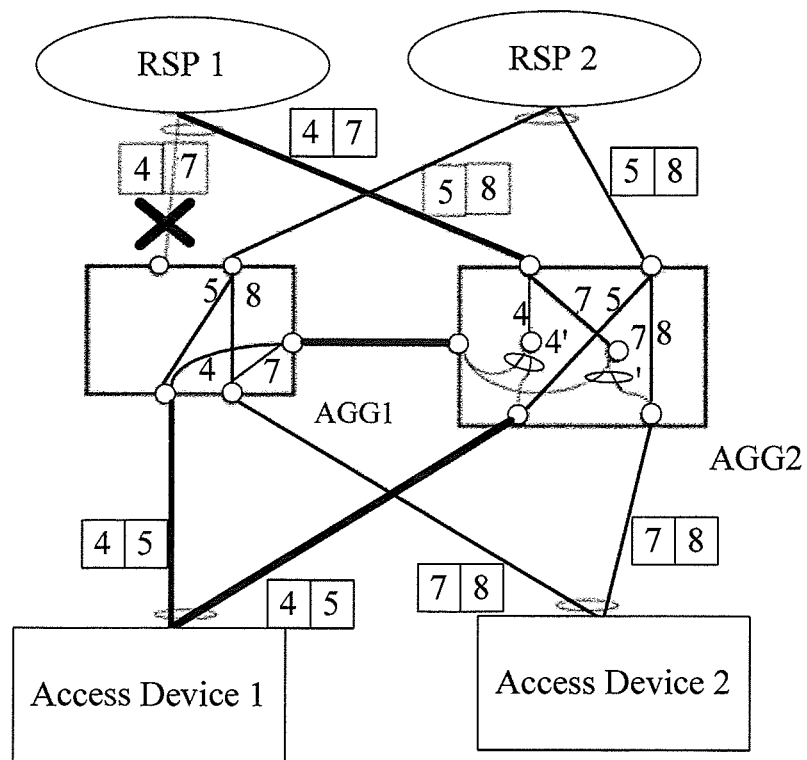 RSP 1
RSP 2
4 7
4 7
5 8
5 8
5 8
4 7
7 5
4 4' 7 8
'
AGG1
AGG2
4 5
4 5
7 8
7 8
Access Device 1
Access Device 2